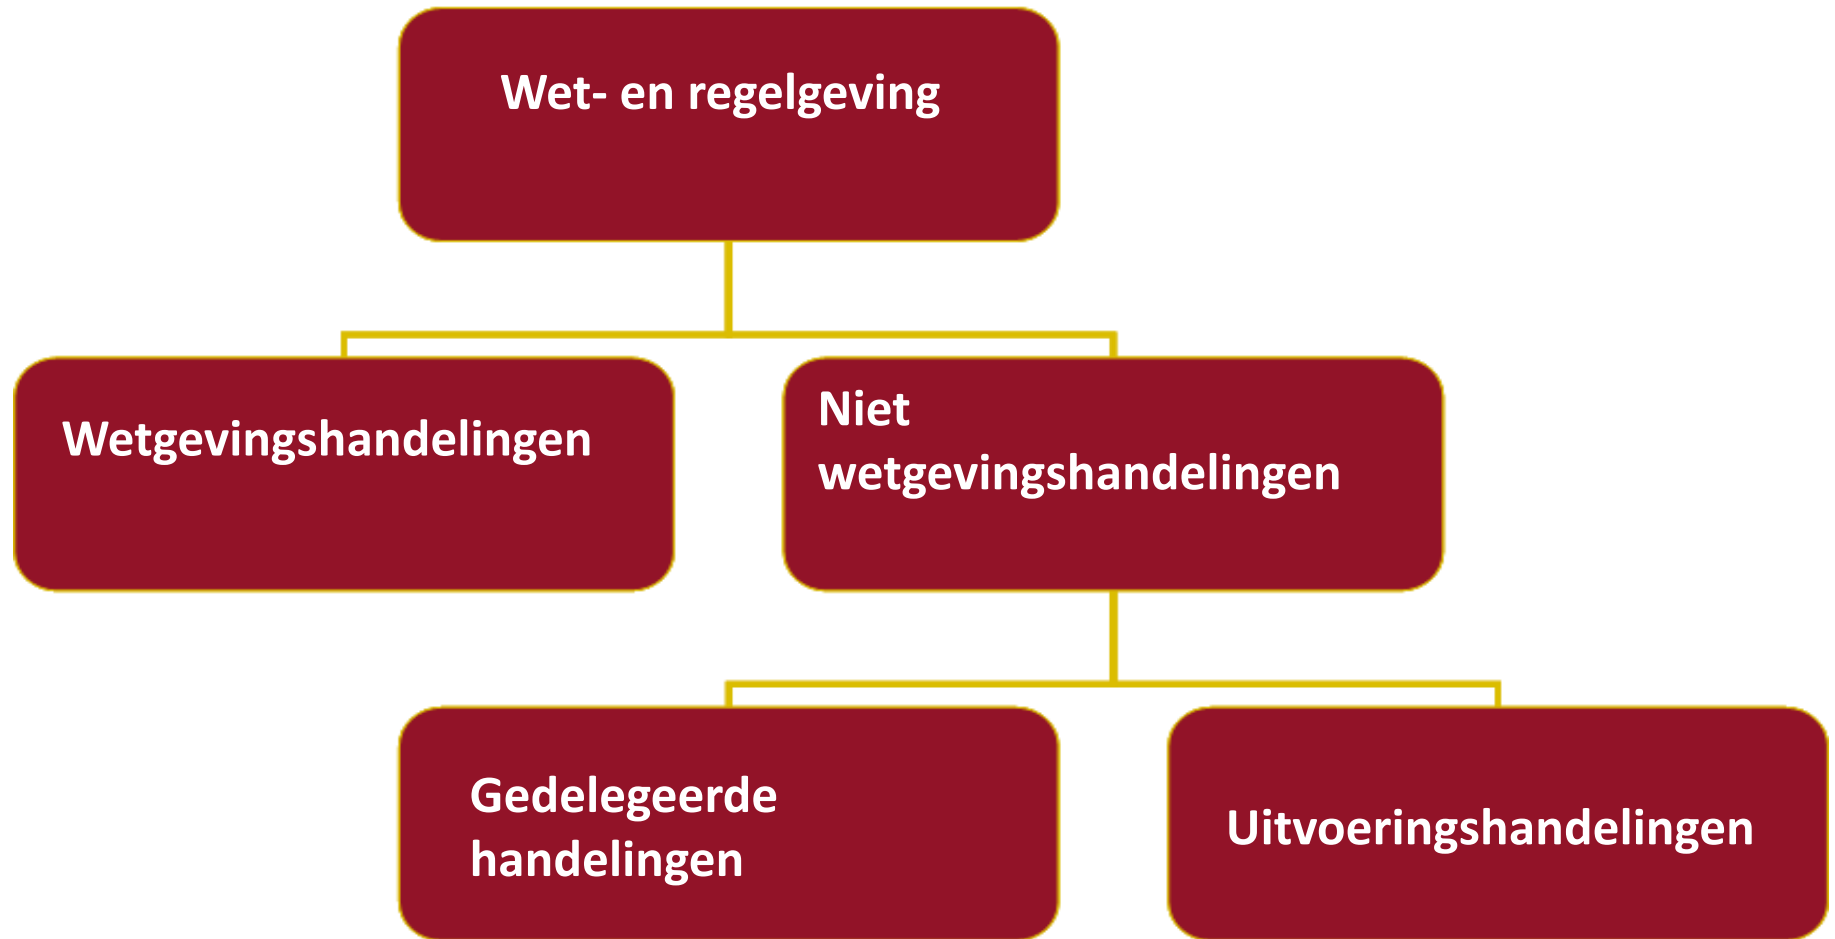 Wet- en regelgeving
Wetgevingshandelingen
Niet
wetgevingshandelingen
Gedelegeerde
handelingen
Uitvoeringshandelingen